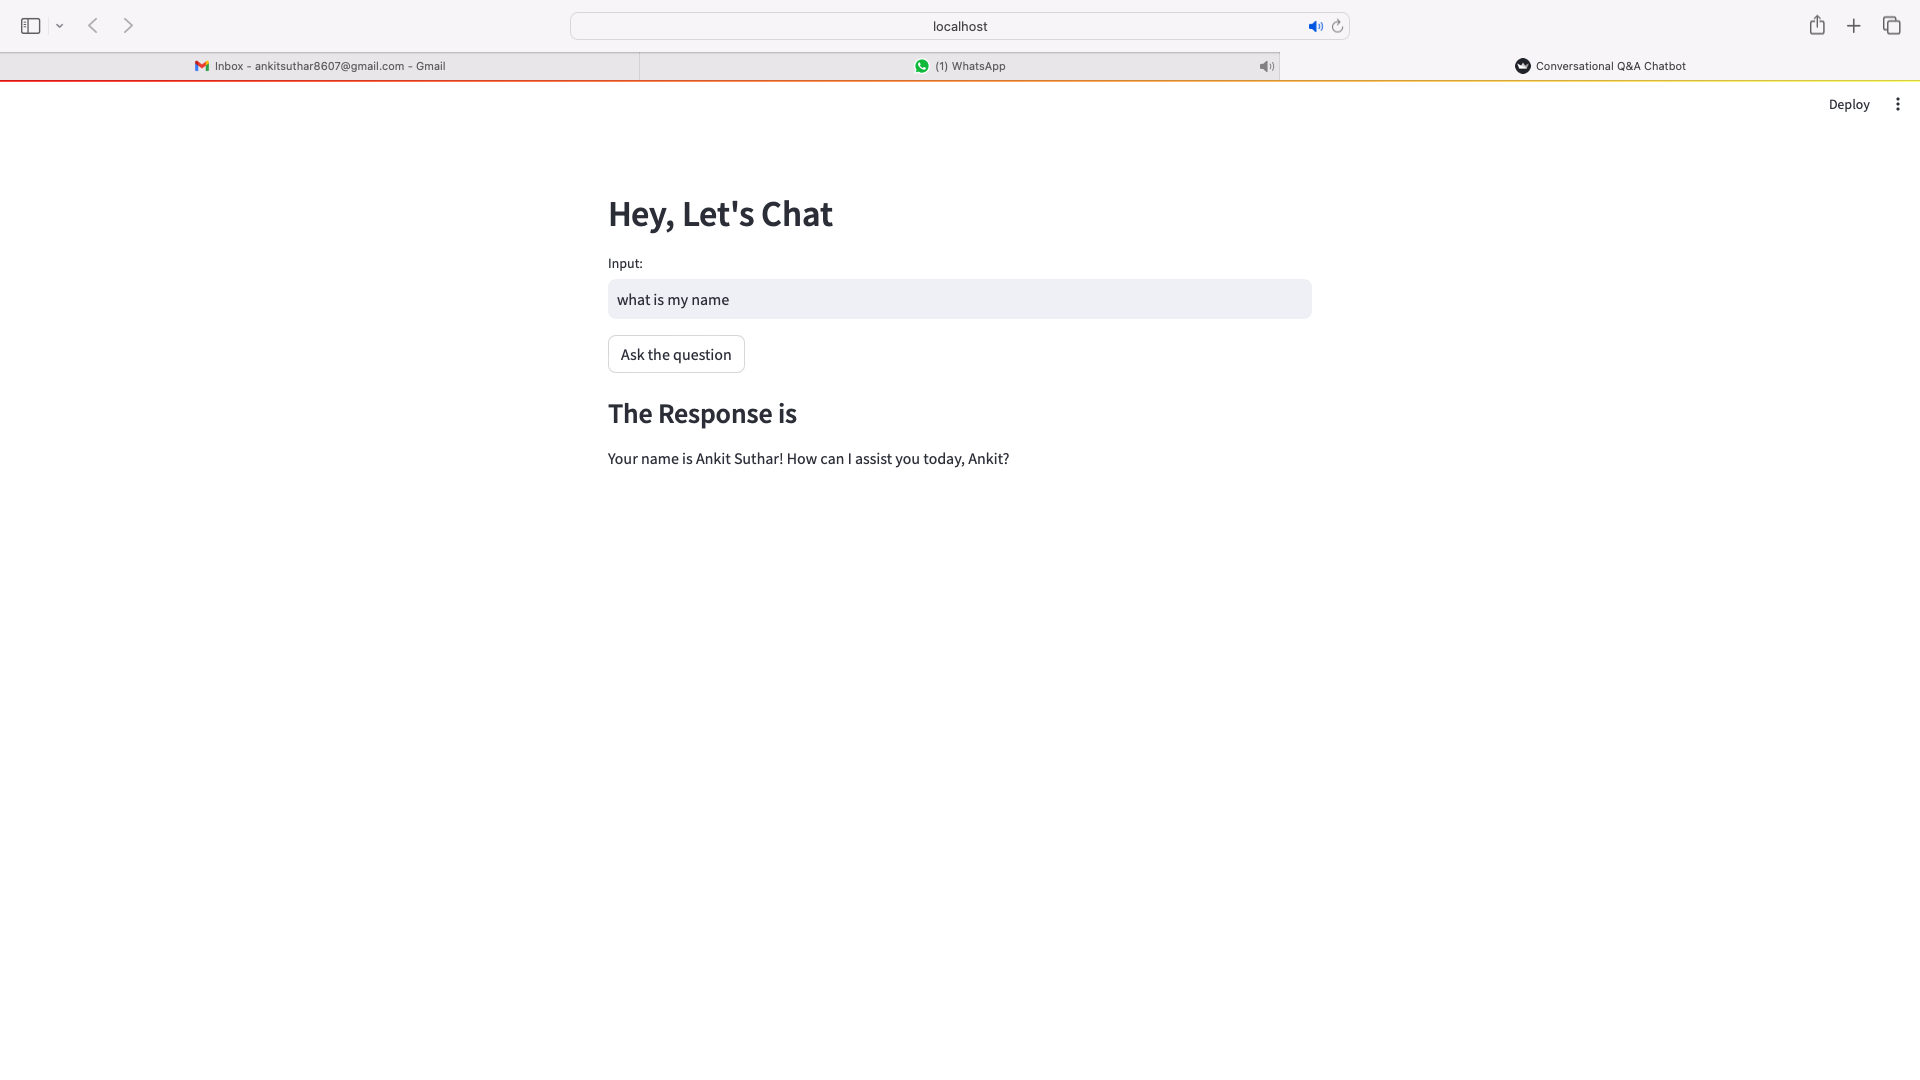 localhost
Inbox - ankitsuthar8607@gmail.com - Gmail
(1) WhatsApp
Conversational Q&A Chatbot
Deploy
Hey, Let's Chat
Input:
what is my name
Ask the question
The Response is
Your name is Ankit Suthar! How can I assist you today, Ankit?